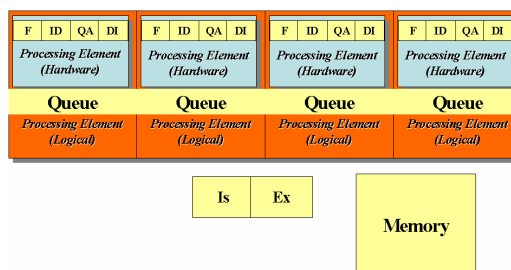 F ID QA DI F ID QA DI F ID QA DI F ID QA DI
Processing Element Processing Element Processing Element Processing Element
(Hardware) (Hardware) (Hardware) (Hardware)
Queue Queue Queue Queue
Processing Element Processing Element Processing Element Processing Element
(Logical) (Logical) (Logical) (Logical)
Is Ex
Memory